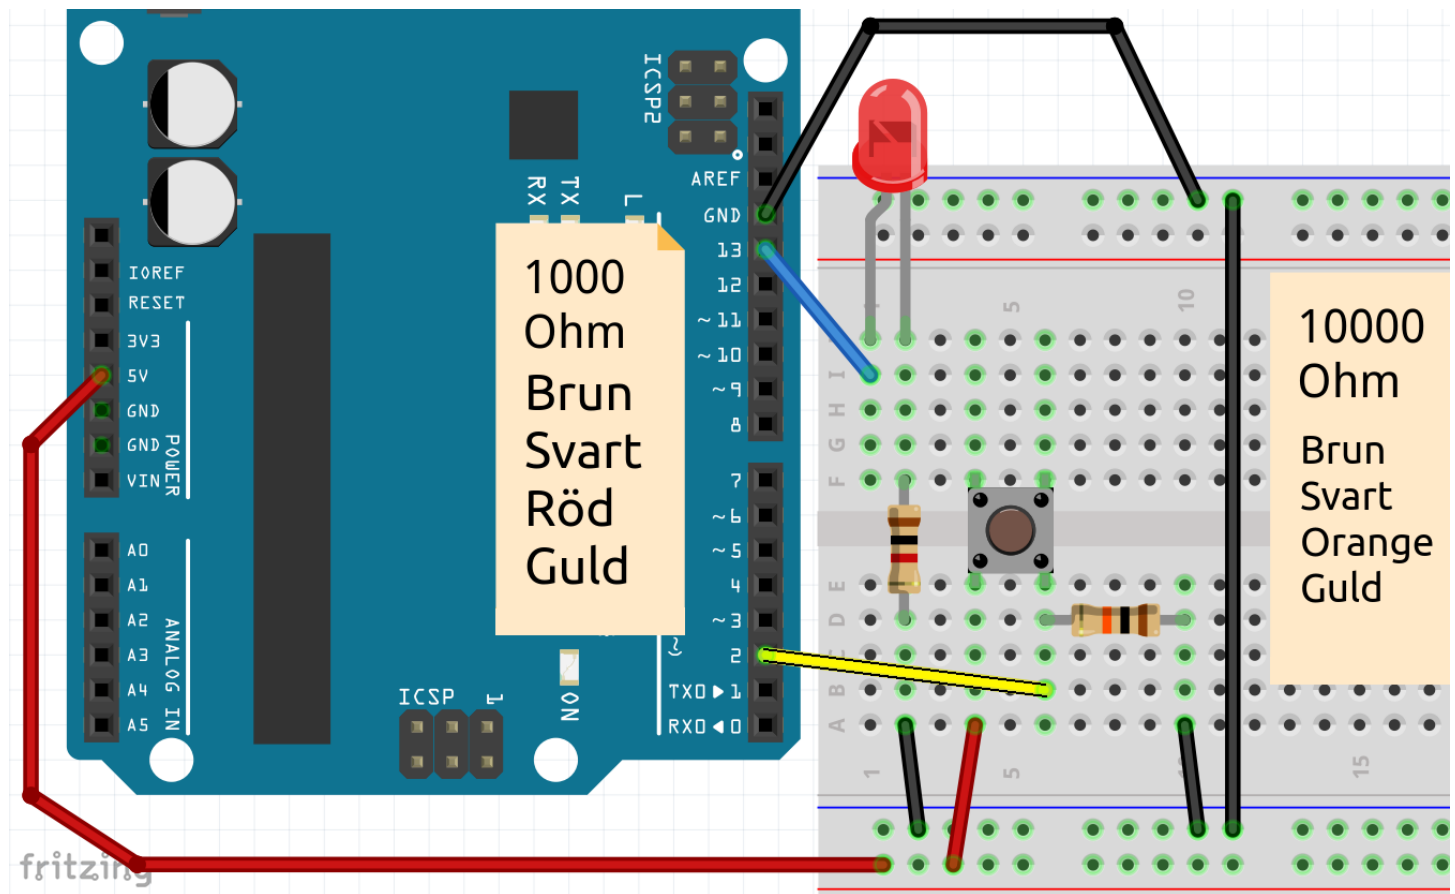 ICSP2
AREF
GND
13
12
~11
~10
~9
8
7
~6
~5
4
~3
2
TX0▶1
RX0◀0
RX
TX
L
IOREF
RESET
3V3
5V
GND
GND
VIN
POWER
A0
A1
A2
A3
A4
A5
ANALOG IN
ICSP
1
ON
1000
Ohm
Brun
Svart
Röd
Guld
10000
Ohm
Brun
Svart
Orange
Guld
5
10
I
H
G
F
E
D
C
B
A
1
5
15
fritzing